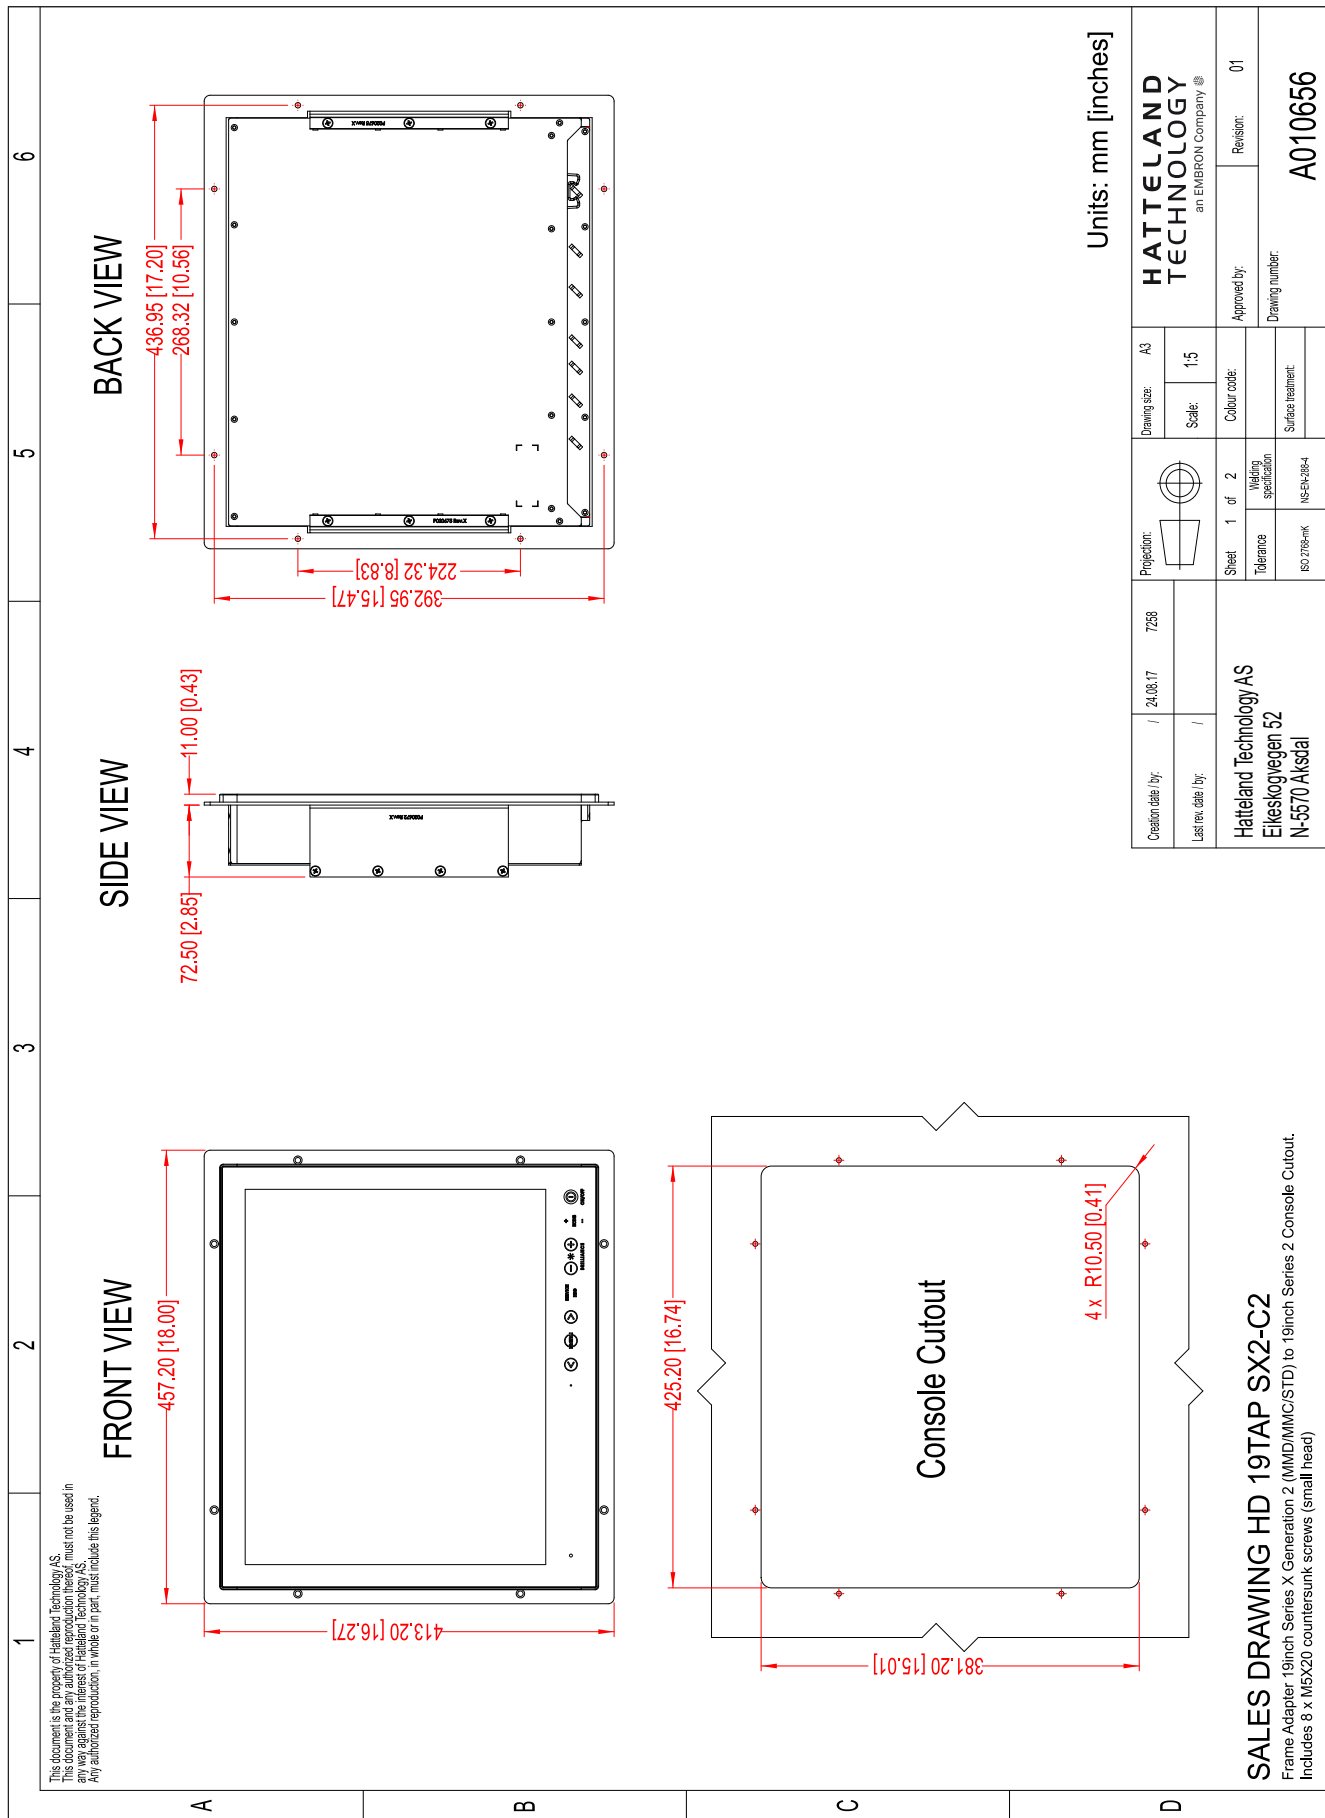 1
2
3
4
5
6
A
B
C
D
This document is the property of Hatteland Technology AS.
This document and any authorized reproduction thereof, must not be used in
any way against the interest of Hatteland Technology AS.
Any authorized reproduction, in whole or in part, must include this legend.
FRONT VIEW
457.20 [18.00]
413.20 [16.27]
SIDE VIEW
72.50 [2.85]
11.00 [0.43]
BACK VIEW
436.95 [17.20]
268.32 [10.56]
224.32 [8.83]
392.95 [15.47]
425.20 [16.74]
381.20 [15.01]
Console Cutout
4 x R10.50 [0.41]
Units: mm [inches]
SALES DRAWING HD 19TAP SX2-C2
Frame Adapter 19inch Series X Generation 2 (MMD/MMC/STD) to 19inch Series 2 Console Cutout.
Includes 8 x M5X20 countersunk screws (small head)
Creation date / by: / 24.08.17 7258
Last rev. date / by: /
Hatteland Technology AS
Eikeskogvegen 52
N-5570 Aksdal
Projection:
Sheet 1 of 2
Tolerance
ISO 2768-mK
Welding
specification
NS-EN-288-4
Drawing size: A3
Scale: 1:5
Colour code:
Surface treatment:
HATTELAND
TECHNOLOGY
an EMBRON Company
Approved by:
Revision: 01
Drawing number:
A010656